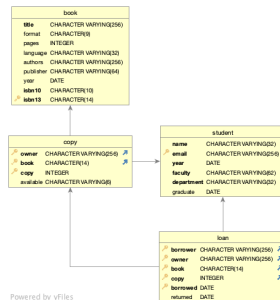 book
title CHARACTER VARYING(256)
format CHARACTER(9)
pages INTEGER
language CHARACTER VARYING(32)
authors CHARACTER VARYING(256)
publisher CHARACTER VARYING(64)
year DATE
isbn10 CHARACTER(10)
isbn13 CHARACTER(14)
copy
owner CHARACTER VARYING(256)
book CHARACTER(14)
copy INTEGER
available CHARACTER VARYING(6)
student
name CHARACTER VARYING(32)
email CHARACTER VARYING(256)
year DATE
faculty CHARACTER VARYING(62)
department CHARACTER VARYING(32)
graduate DATE
loan
borrower CHARACTER VARYING(256)
owner CHARACTER VARYING(256)
book CHARACTER(14)
copy INTEGER
borrowed DATE
returned DATE
Powered by yFiles